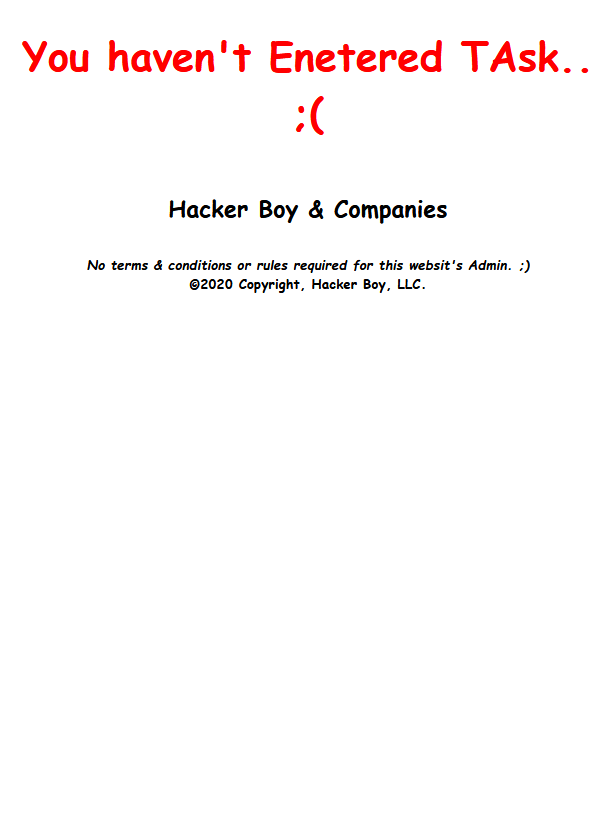 You haven't Enetered TAsk..
;(
Hacker Boy & Companies
No terms & conditions or rules required for this websit's Admin. ;)
©2020 Copyright, Hacker Boy, LLC.